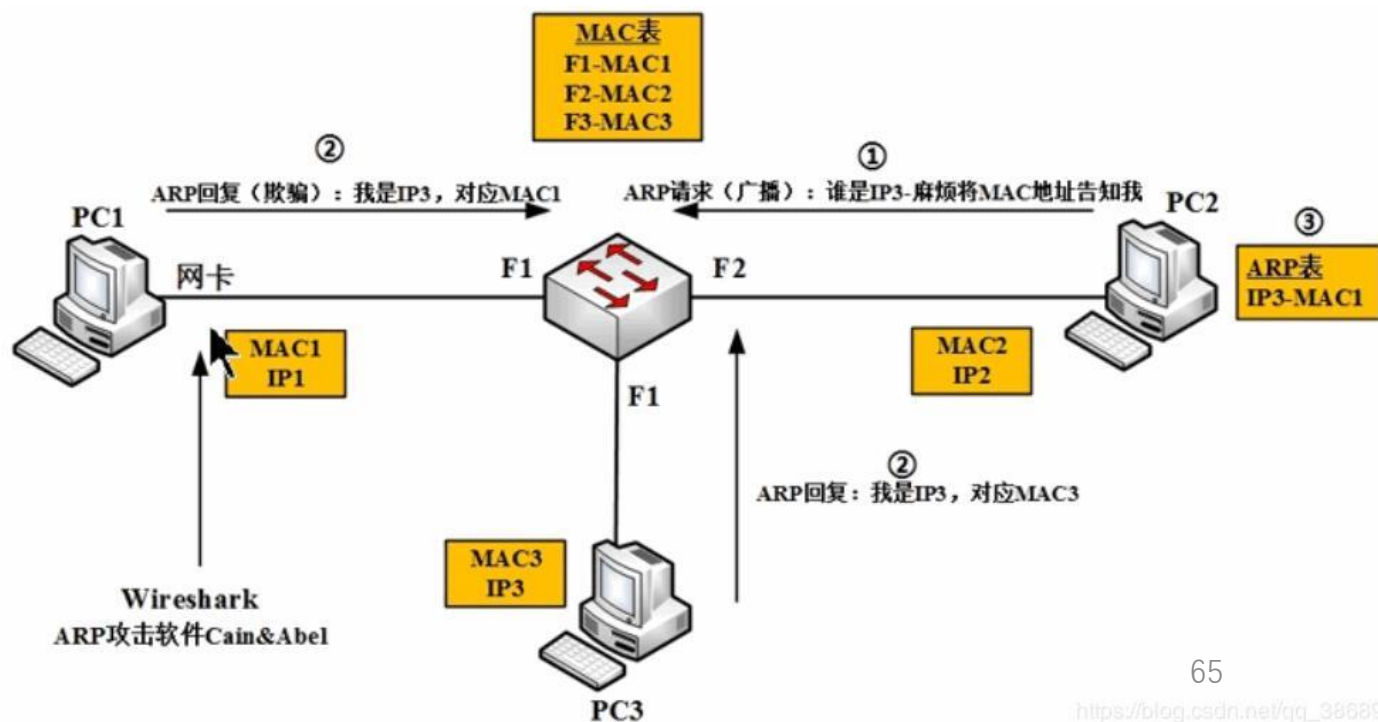 MAC表
F1-MAC1
F2-MAC2
F3-MAC3
②
ARP回复（欺骗）：我是IP3，对应MAC1
①
ARP请求（广播）：谁是IP3-麻烦将MAC地址告知我
PC1
PC2
③
ARP表
IP3-MAC1
网卡
F1
F2
MAC1
IP1
MAC2
IP2
F1
②
ARP回复：我是IP3，对应MAC3
MAC3
IP3
Wireshark
ARP攻击软件Cain&Abel
PC3
65
https://blog.csdn.net/qq_38689